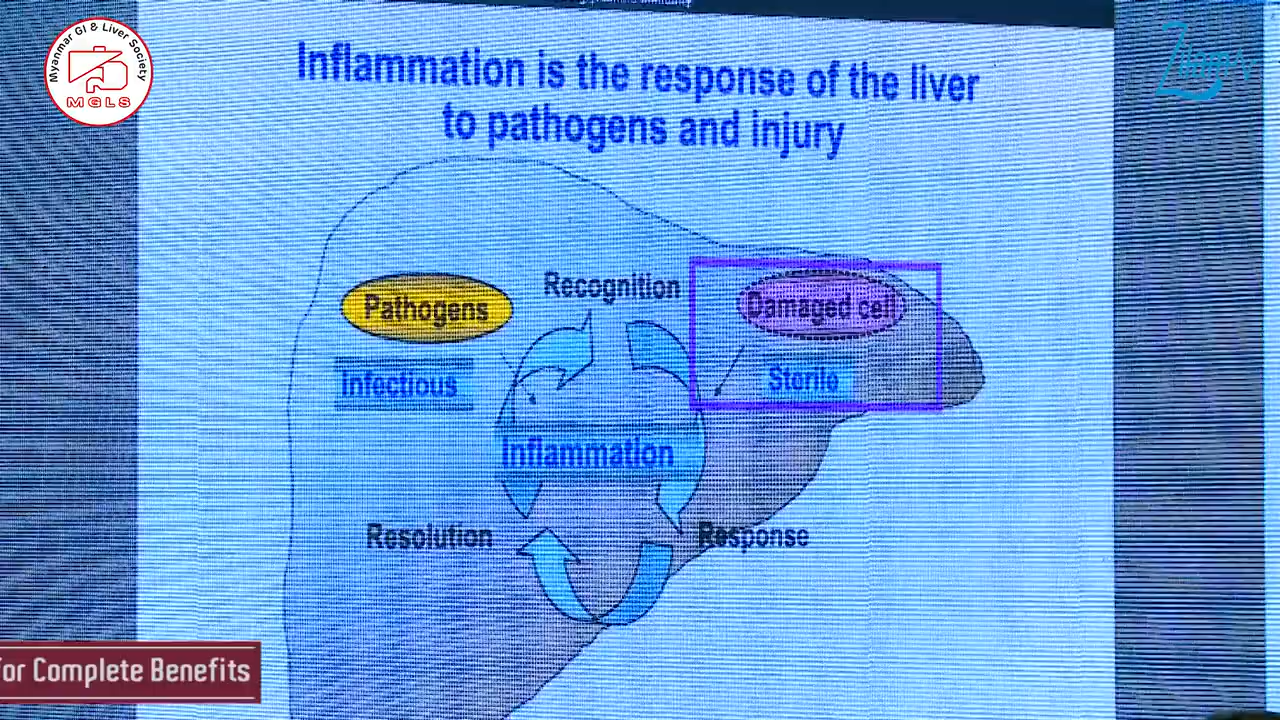 Myanmar GI & Liver Society
MGLS
Inflammation is the response of the liver
to pathogens and injury
Recognition
Pathogens
Damaged cell
Infectious
Sterile
Inflammation
Resolution
Response
for Complete Benefits